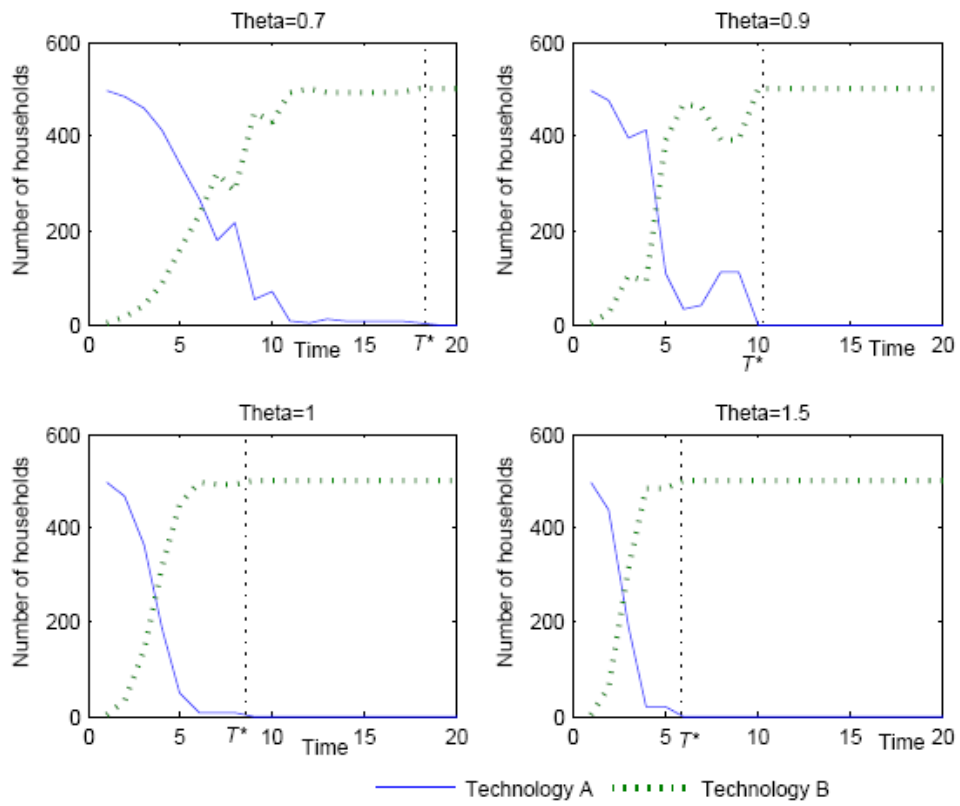 Theta=0.7
Number of households
600
400
200
0
0 5 10 Time 15 20
T*
Theta=0.9
Number of households
600
400
200
0
0 5 10 15 Time 20
T*
Theta=1
Number of households
600
400
200
0
0 5 T* 10 Time 15 20
Theta=1.5
Number of households
600
400
200
0
0 5 T* 10 15 Time 20
Technology A Technology B